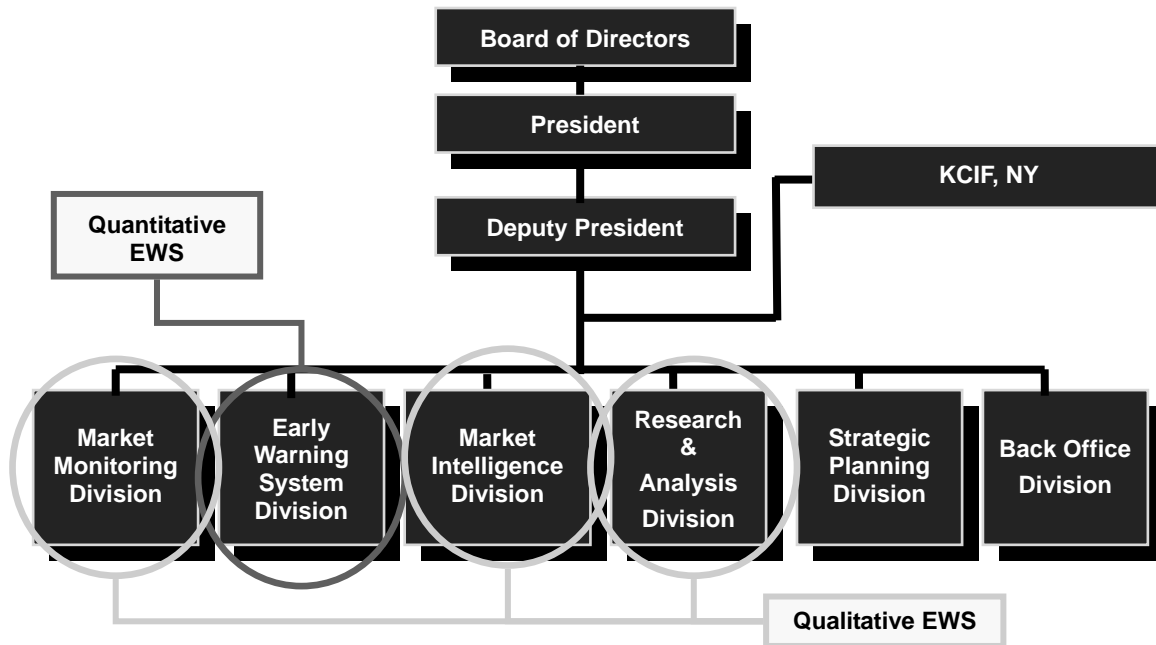 Board of Directors
President
KCIF, NY
Deputy President
Quantitative
EWS
Market
Monitoring
Division
Early
Warning
System
Division
Market
Intelligence
Division
Research
&
Analysis
Division
Strategic
Planning
Division
Back Office
Division
Qualitative EWS